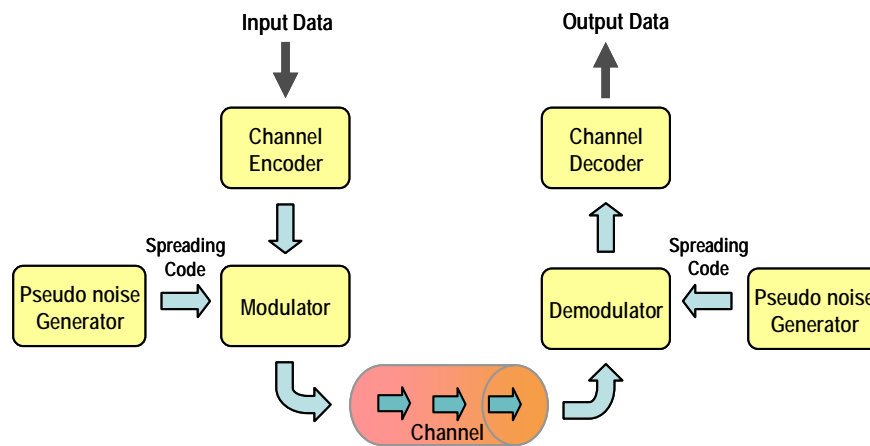 Input Data
Output Data
Channel
Encoder
Channel
Decoder
Spreading
Code
Spreading
Code
Pseudo noise
Generator
Modulator
Demodulator
Pseudo noise
Generator
Channel